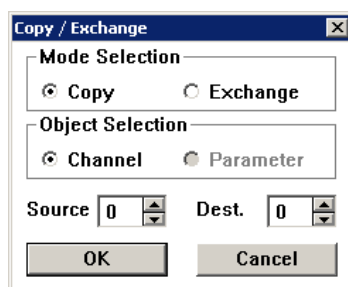 Copy / Exchange
Mode Selection
Copy Exchange
Object Selection
Channel Parameter
Source 0 Dest. 0
OK Cancel